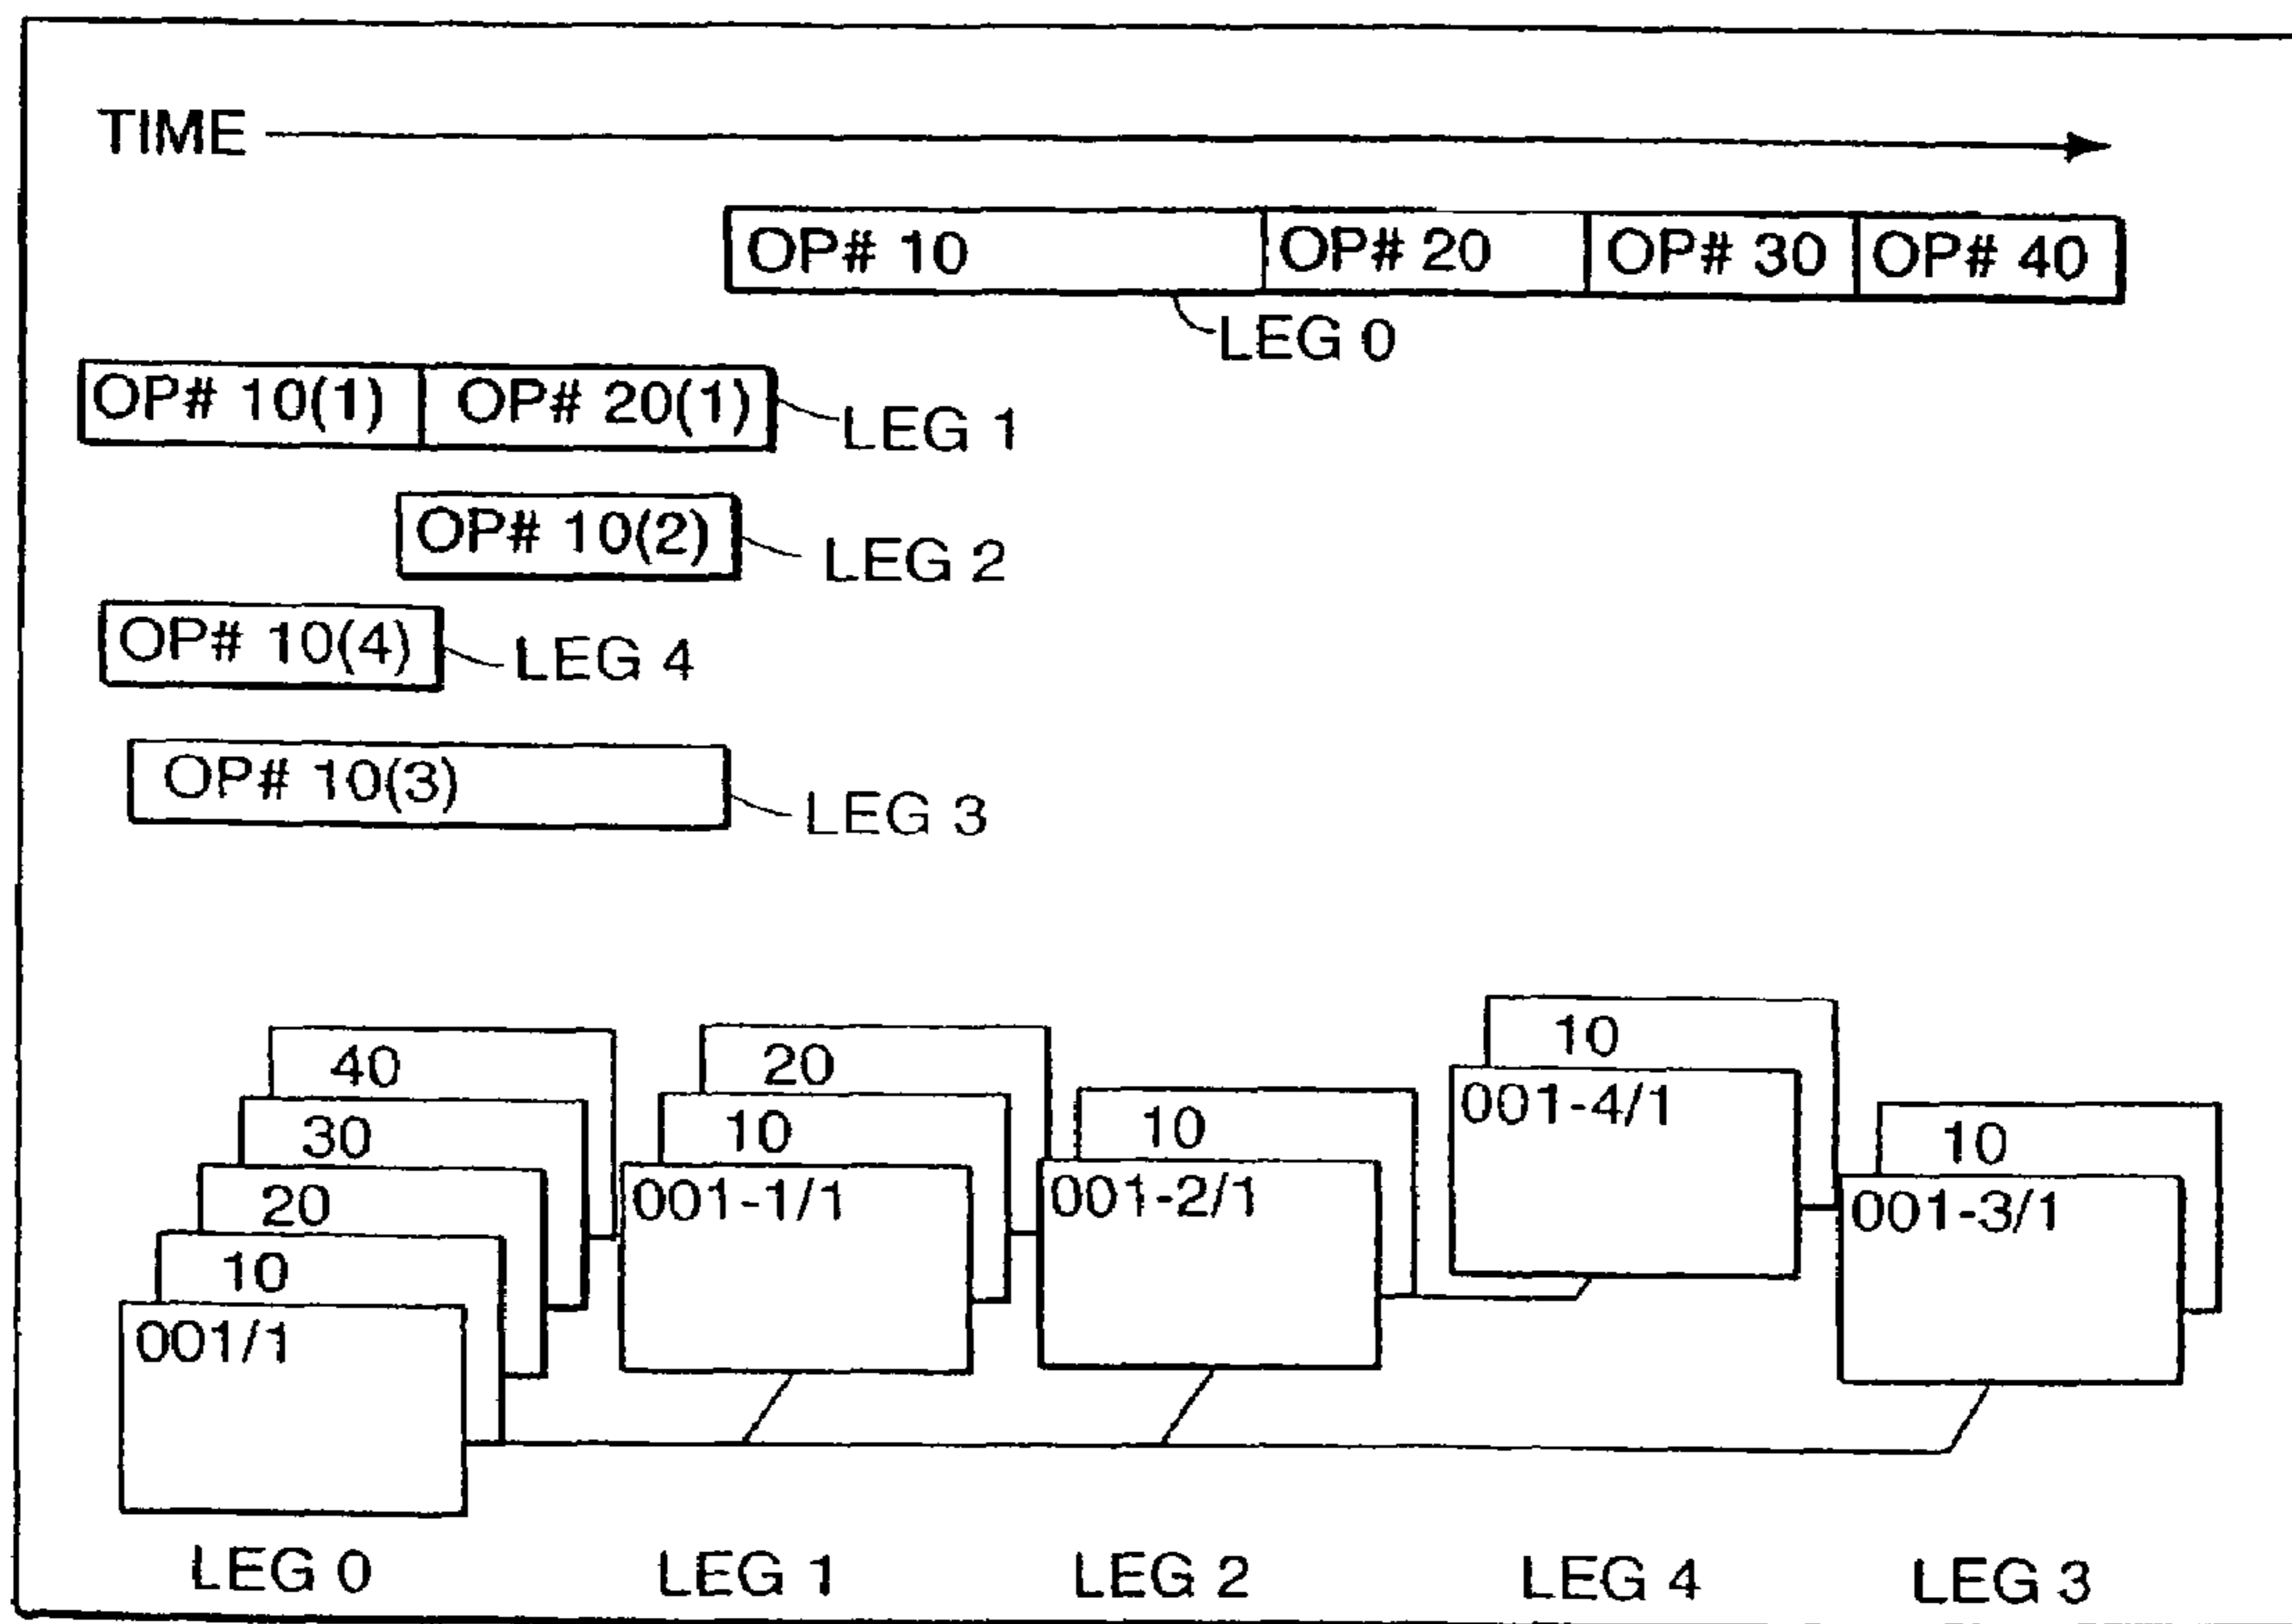 TIME
OP# 10 OP# 20 OP# 30 OP# 40
LEG 0
OP# 10(1) OP# 20(1) LEG 1
OP# 10(2) LEG 2
OP# 10(4) LEG 4
OP# 10(3) LEG 3
40
30
20
10
001/1
20
10
001-1/1
10
001-2/1
10
001-4/1
10
001-3/1
LEG 0 LEG 1 LEG 2 LEG 4 LEG 3